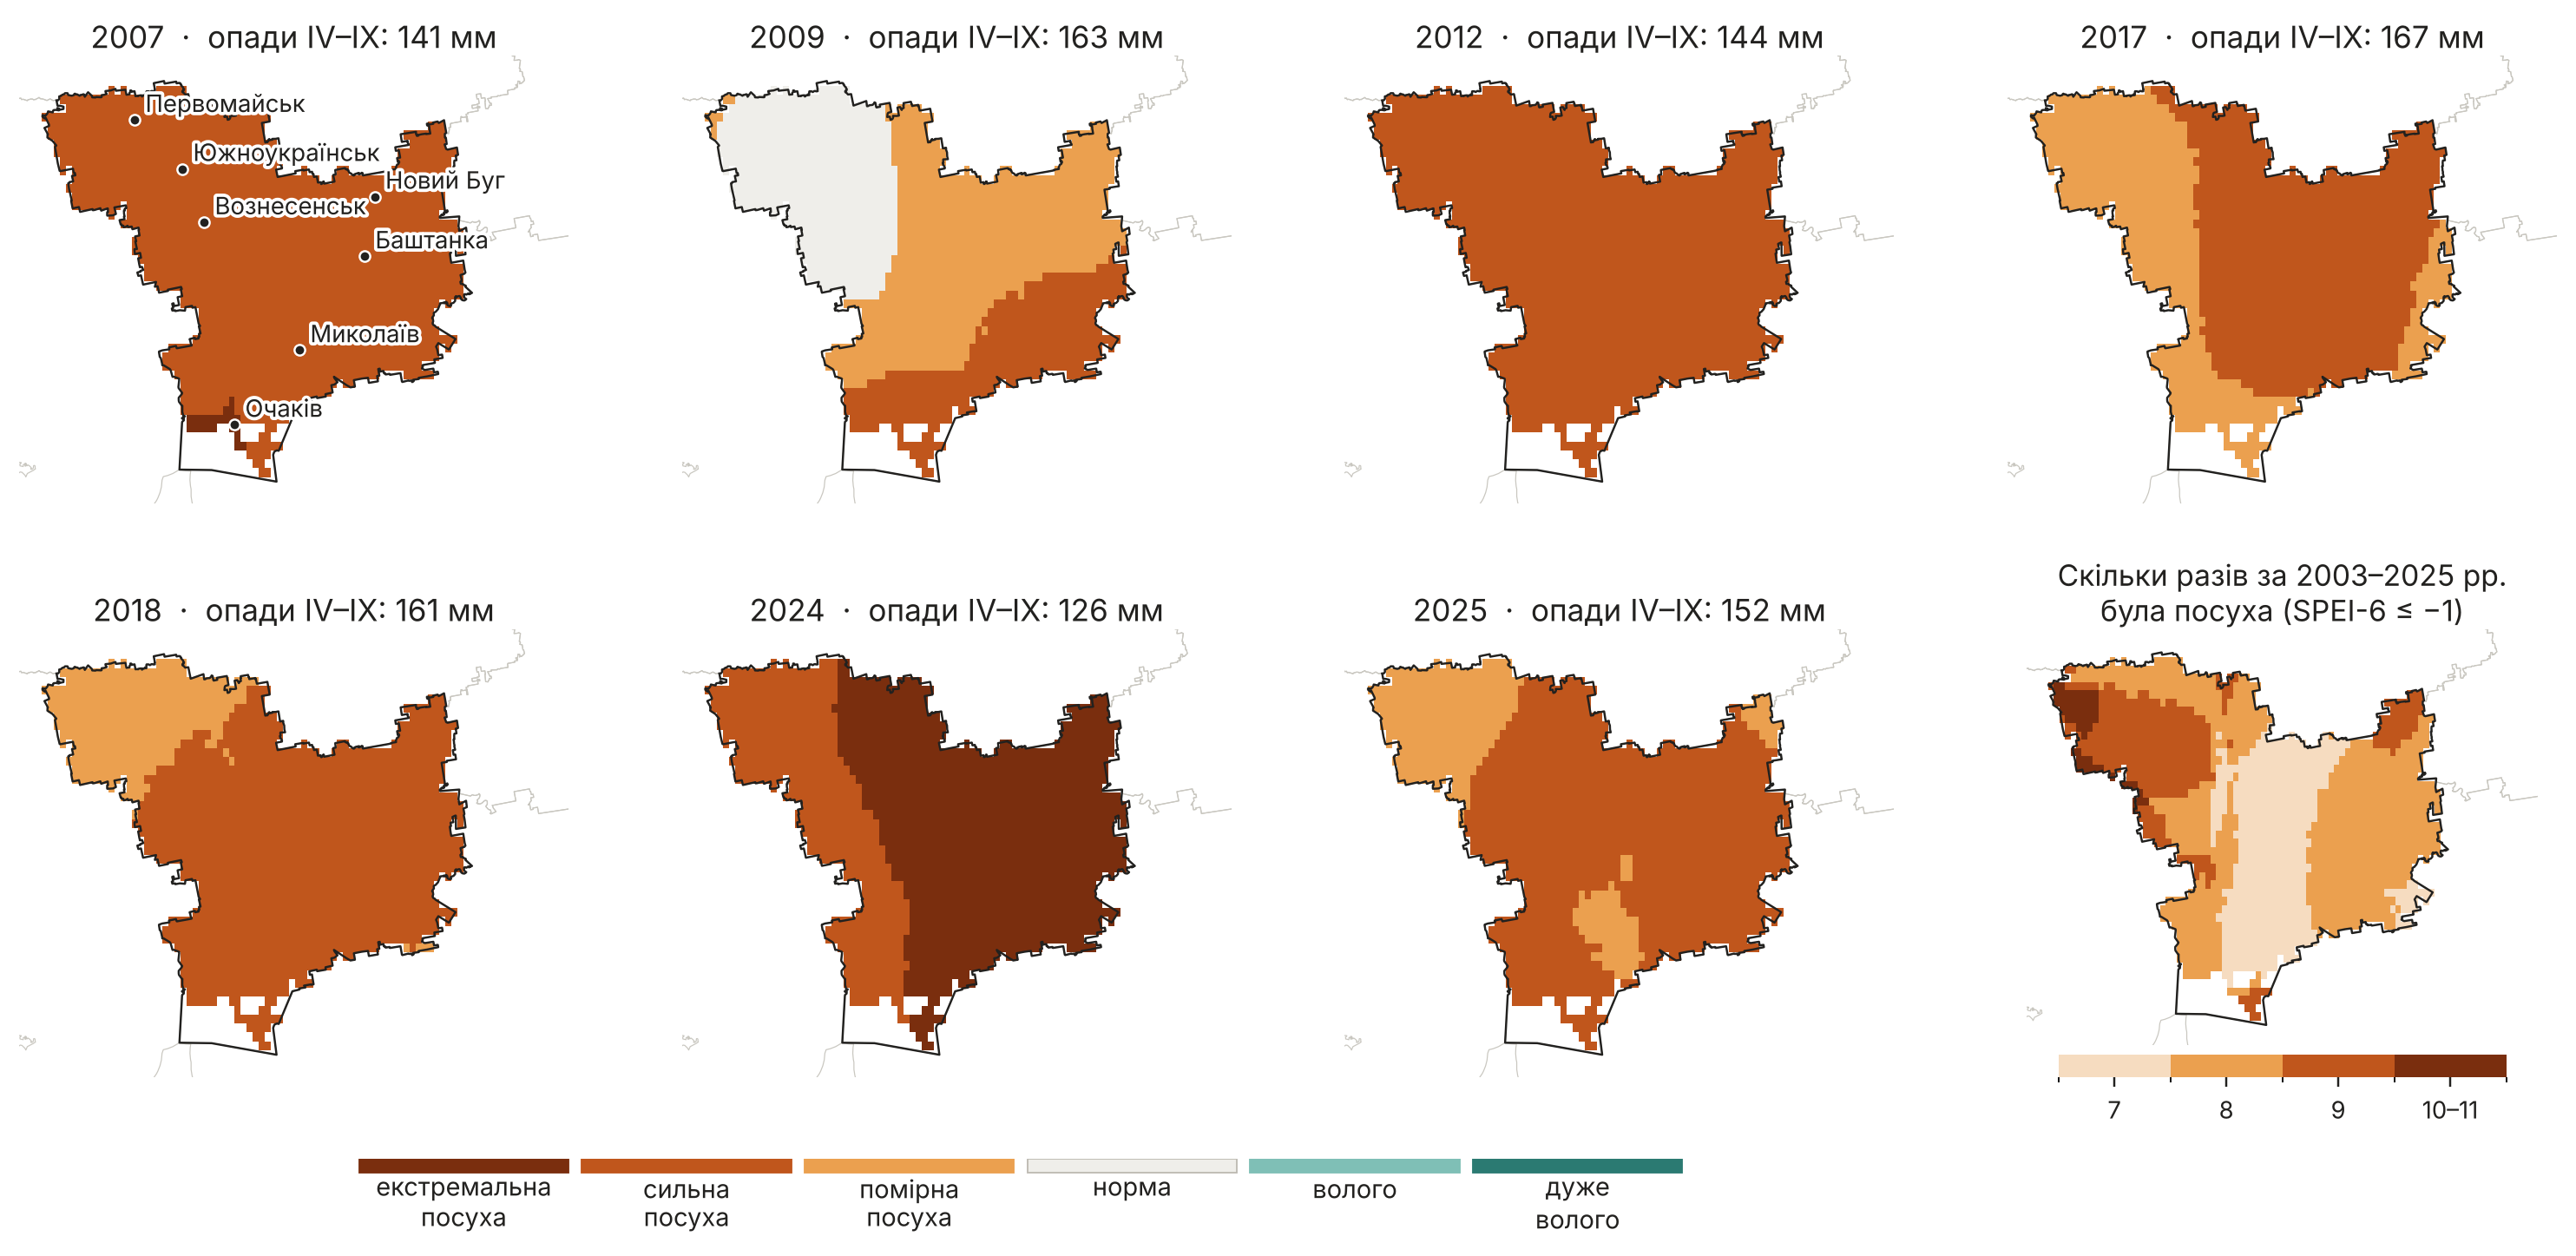 2007 · опади IV–IX: 141 мм
2009 · опади IV–IX: 163 мм
2012 · опади IV–IX: 144 мм
2017 · опади IV–IX: 167 мм
Первомайськ
Южноукраїнськ
Новий Буг
Вознесенськ
Баштанка
Миколаїв
Очаків
2018 · опади IV–IX: 161 мм
2024 · опади IV–IX: 126 мм
2025 · опади IV–IX: 152 мм
Скільки разів за 2003–2025 рр.
була посуха (SPEI-6 ≤ −1)
7
8
9
10–11
екстремальна
посуха
сильна
посуха
помірна
посуха
норма
волого
дуже
волого